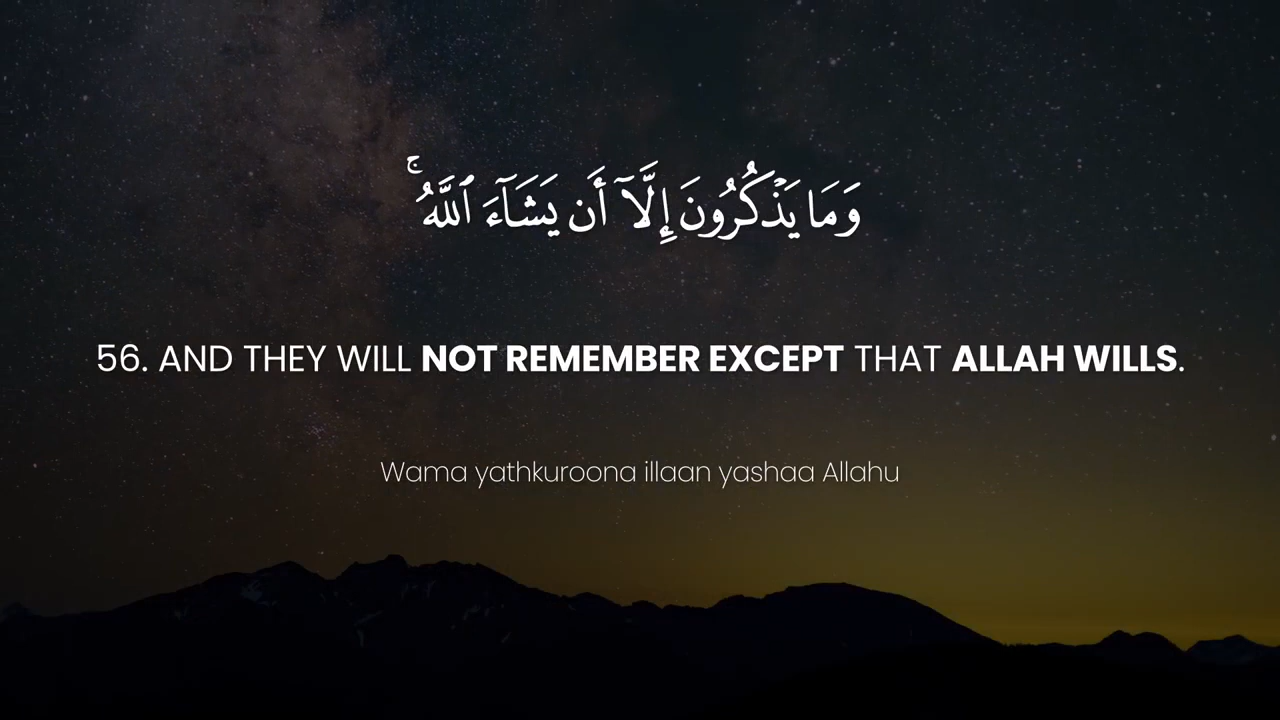 وَمَا يَذْكُرُونَ إِلَّآ أَن يَشَآءَ ٱللَّهُ ۚ
56. AND THEY WILL NOT REMEMBER EXCEPT THAT ALLAH WILLS.
Wama yathkuroona illaan yashaa Allahu